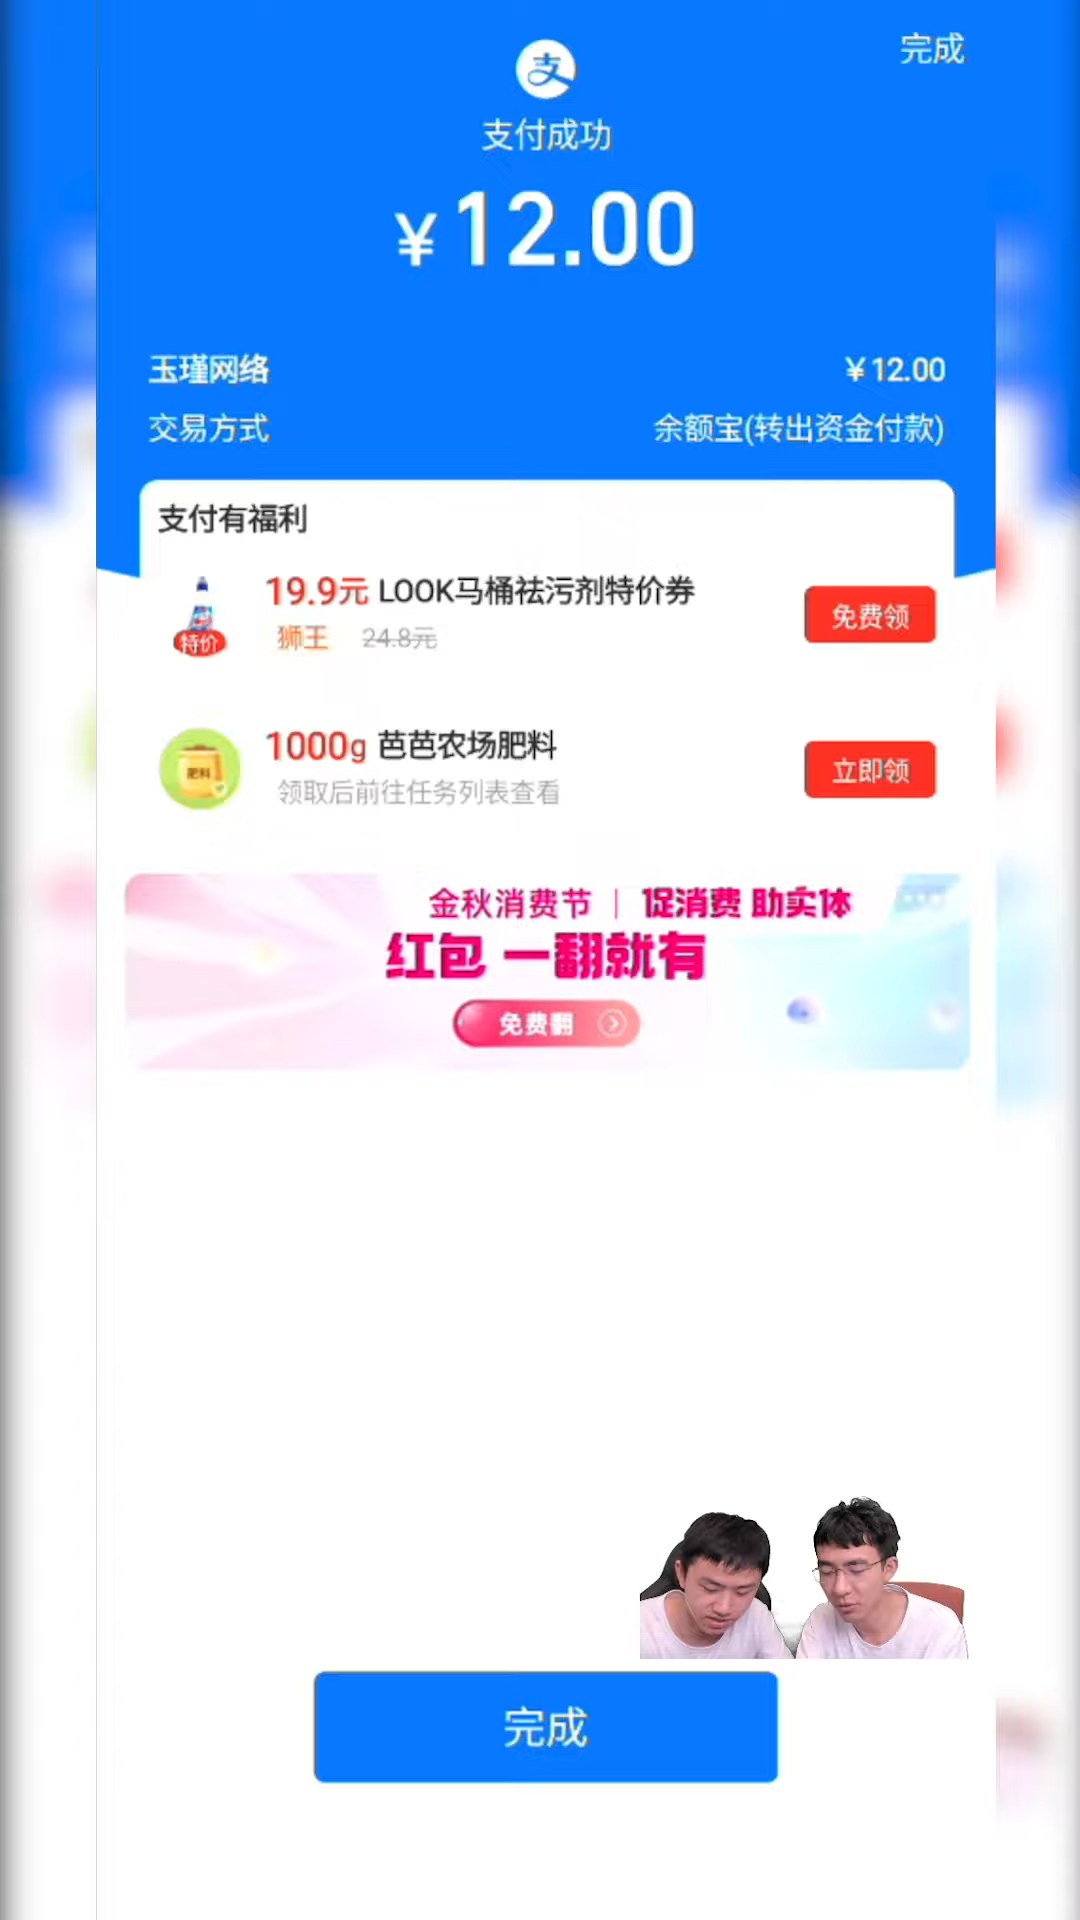 完成
支付成功
¥12.00
玉瑾网络 ¥12.00
交易方式 余额宝(转出资金付款)
支付有福利
19.9元 LOOK马桶祛污剂特价券
特价 狮王 24.8元 免费领
1000g 芭芭农场肥料
肥料 领取后前往任务列表查看 立即领
金秋消费节 | 促消费 助实体
红包 一翻就有
免费翻
完成